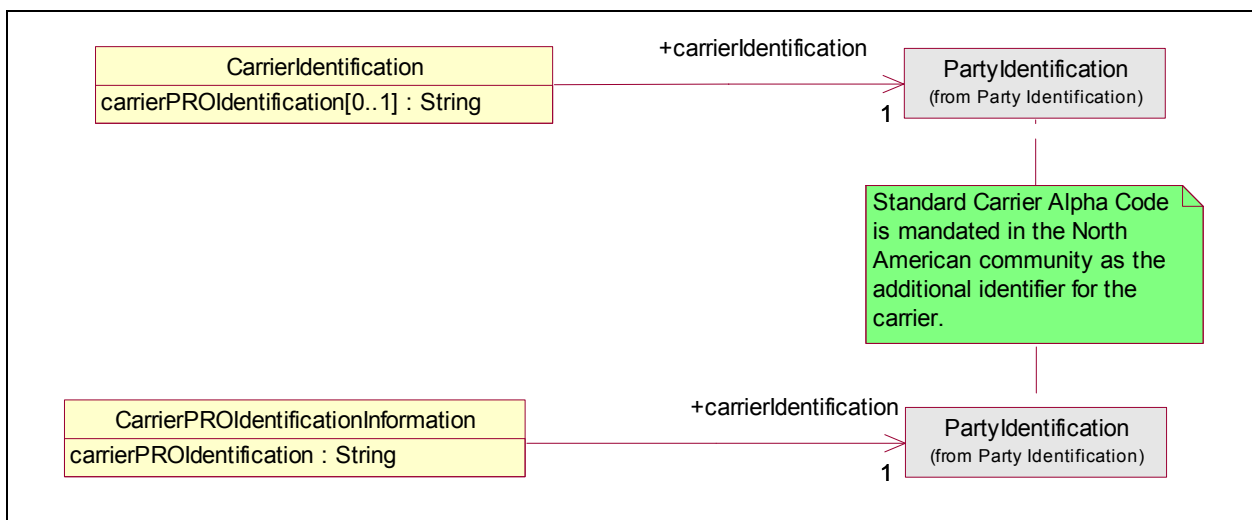 +carrierIdentification
CarrierIdentification
carrierPROIdentification[0..1] : String
PartyIdentification
(from Party Identification)
1
Standard Carrier Alpha Code
is mandated in the North
American community as the
additional identifier for the
carrier.
+carrierIdentification
CarrierPROIdentificationInformation
carrierPROIdentification : String
PartyIdentification
(from Party Identification)
1